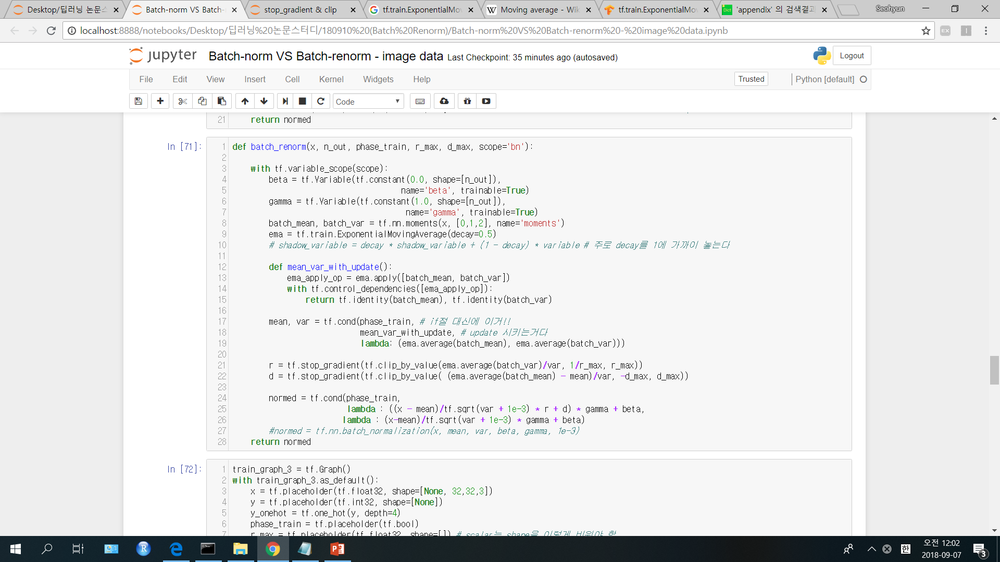 Desktop/딥러닝 논문스
Batch-norm VS Batch-
stop_gradient & clip
tf.train.ExponentialMo
Moving average - Wik
tf.train.ExponentialMo
'appendix' 의 검색결과
Seohyun
localhost:8888/notebooks/Desktop/딥러닝%20논문스터디/180910%20(Batch%20Renorm)/Batch-norm%20VS%20Batch-renorm%20-%20image%20data.ipynb
jupyter Batch-norm VS Batch-renorm - image data Last Checkpoint: 35 minutes ago (autosaved)
Logout
File Edit View Insert Cell Kernel Widgets Help
Trusted
Python [default]
Code
21 return normed
In [71]:
1 def batch_renorm(x, n_out, phase_train, r_max, d_max, scope='bn'):
2
3 with tf.variable_scope(scope):
4 beta = tf.Variable(tf.constant(0.0, shape=[n_out]),
5 name='beta', trainable=True)
6 gamma = tf.Variable(tf.constant(1.0, shape=[n_out]),
7 name='gamma', trainable=True)
8 batch_mean, batch_var = tf.nn.moments(x, [0,1,2], name='moments')
9 ema = tf.train.ExponentialMovingAverage(decay=0.5)
10 # shadow_variable = decay * shadow_variable + (1 - decay) * variable # 주로 decay를 1에 가까이 놓는다
11
12 def mean_var_with_update():
13 ema_apply_op = ema.apply([batch_mean, batch_var])
14 with tf.control_dependencies([ema_apply_op]):
15 return tf.identity(batch_mean), tf.identity(batch_var)
16
17 mean, var = tf.cond(phase_train, # if절 대신에 이거!!
18 mean_var_with_update, # update 시키는거다
19 lambda: (ema.average(batch_mean), ema.average(batch_var)))
20
21 r = tf.stop_gradient(tf.clip_by_value(ema.average(batch_var)/var, 1/r_max, r_max))
22 d = tf.stop_gradient(tf.clip_by_value( (ema.average(batch_mean) - mean)/var, -d_max, d_max))
23
24 normed = tf.cond(phase_train,
25 lambda : ((x - mean)/tf.sqrt(var + 1e-3) * r + d) * gamma + beta,
26 lambda : (x-mean)/tf.sqrt(var + 1e-3) * gamma + beta)
27 #normed = tf.nn.batch_normalization(x, mean, var, beta, gamma, 1e-3)
28 return normed
In [72]:
1 train_graph_3 = tf.Graph()
2 with train_graph_3.as_default():
3 x = tf.placeholder(tf.float32, shape=[None, 32,32,3])
4 y = tf.placeholder(tf.int32, shape=[None])
5 y_onehot = tf.one_hot(y, depth=4)
6 phase_train = tf.placeholder(tf.bool)
7 r_max = tf.placeholder(tf.float32, shape=[]) # scalar는 shape을 이렇게 비워야 함
한
오전 12:02
2018-09-07
3